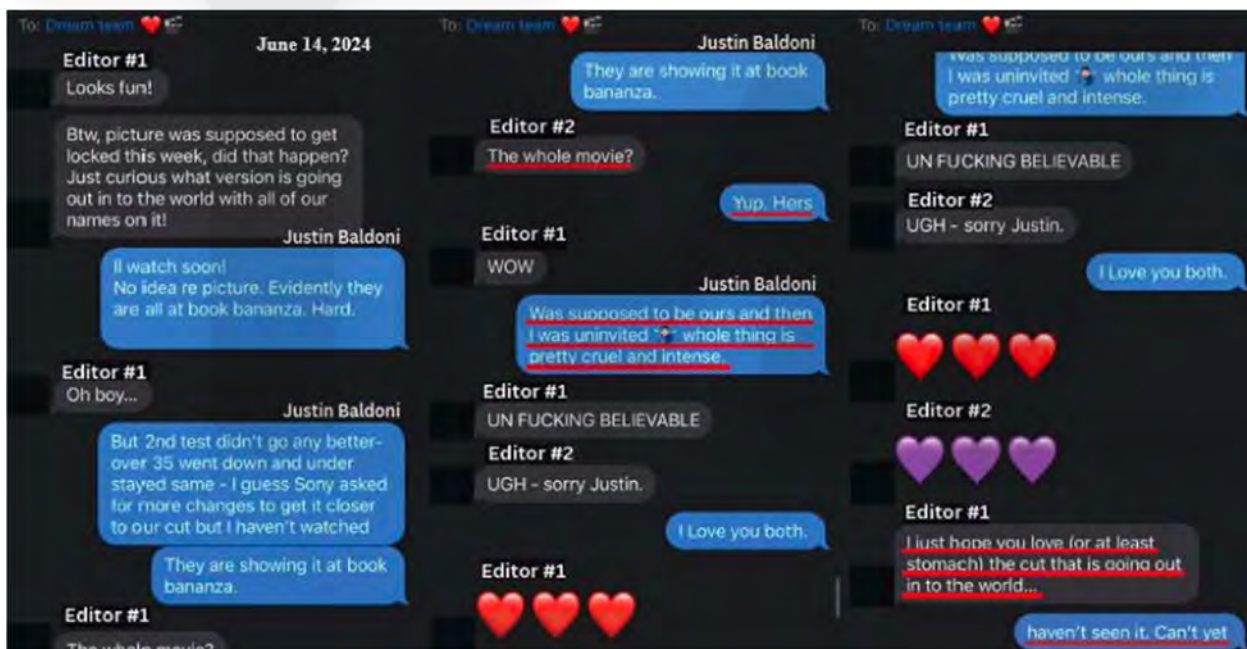 To: Dream team ❤️🎬
June 14, 2024
Editor #1
Looks fun!
Btw, picture was supposed to get
locked this week, did that happen?
Just curious what version is going
out in to the world with all of our
names on it!
Justin Baldoni
ll watch soon!
No idea re picture. Evidently they
are all at book bananza. Hard.
Editor #1
Oh boy...
Justin Baldoni
But 2nd test didn't go any better-
over 35 went down and under
stayed same - I guess Sony asked
for more changes to get it closer
to our cut but I haven't watched
They are showing it at book
bananza.
Editor #1
The whole movie?
To: Dream team ❤️🎬
Justin Baldoni
They are showing it at book
bananza.
Editor #2
The whole movie?
Yup. Hers
Editor #1
WOW
Justin Baldoni
Was supposed to be ours and then
I was uninvited 🤷🏻‍♂️ whole thing is
pretty cruel and intense.
Editor #1
UN FUCKING BELIEVABLE
Editor #2
UGH - sorry Justin.
I Love you both.
Editor #1
❤️❤️❤️
To: Dream team ❤️🎬
Was supposed to be ours and then
I was uninvited 🤷🏻‍♂️ whole thing is
pretty cruel and intense.
Editor #1
UN FUCKING BELIEVABLE
Editor #2
UGH - sorry Justin.
I Love you both.
Editor #1
❤️❤️❤️
Editor #2
💜💜💜
Editor #1
I just hope you love (or at least
stomach) the cut that is going out
in to the world...
haven't seen it. Can't yet